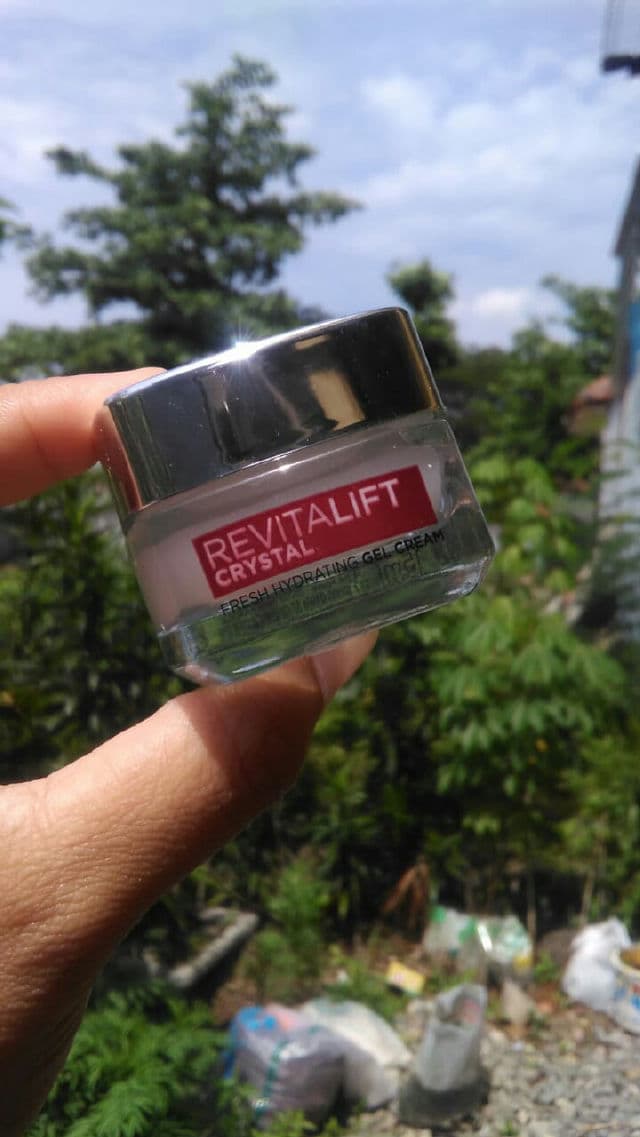 REVITALIFT
CRYSTAL
FRESH HYDRATING GEL CREAM